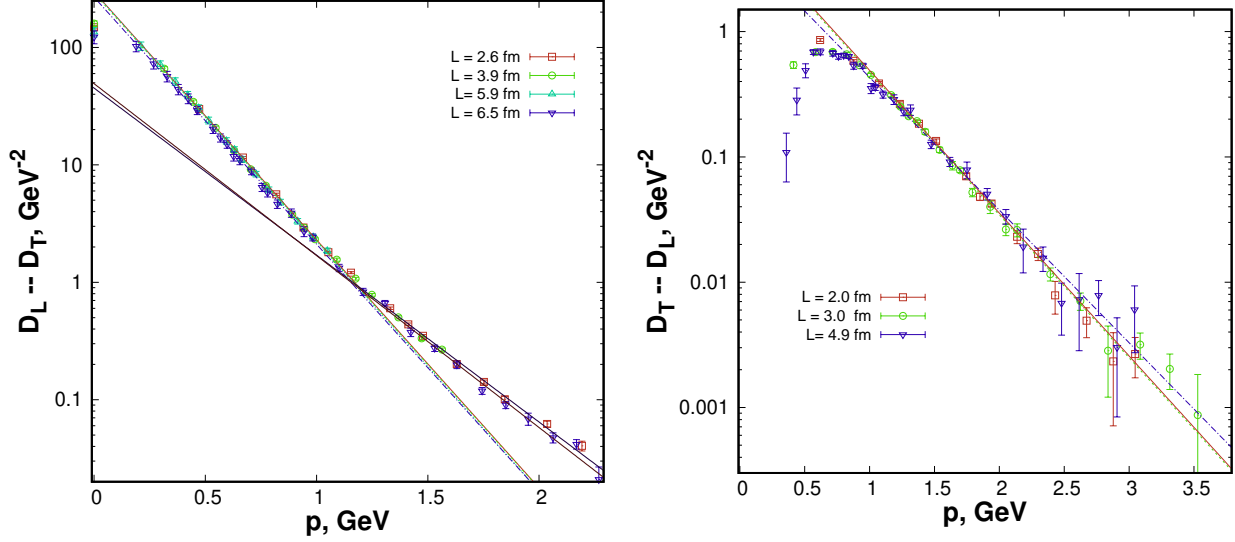 D_L -- D_T, GeV^-2
100
10
1
0.1
L = 2.6 fm
L = 3.9 fm
L= 5.9 fm
L = 6.5 fm
0 0.5 1 1.5 2
p, GeV
D_T -- D_L, GeV^-2
1
0.1
0.01
0.001
L = 2.0 fm
L = 3.0 fm
L= 4.9 fm
0 0.5 1 1.5 2 2.5 3 3.5
p, GeV